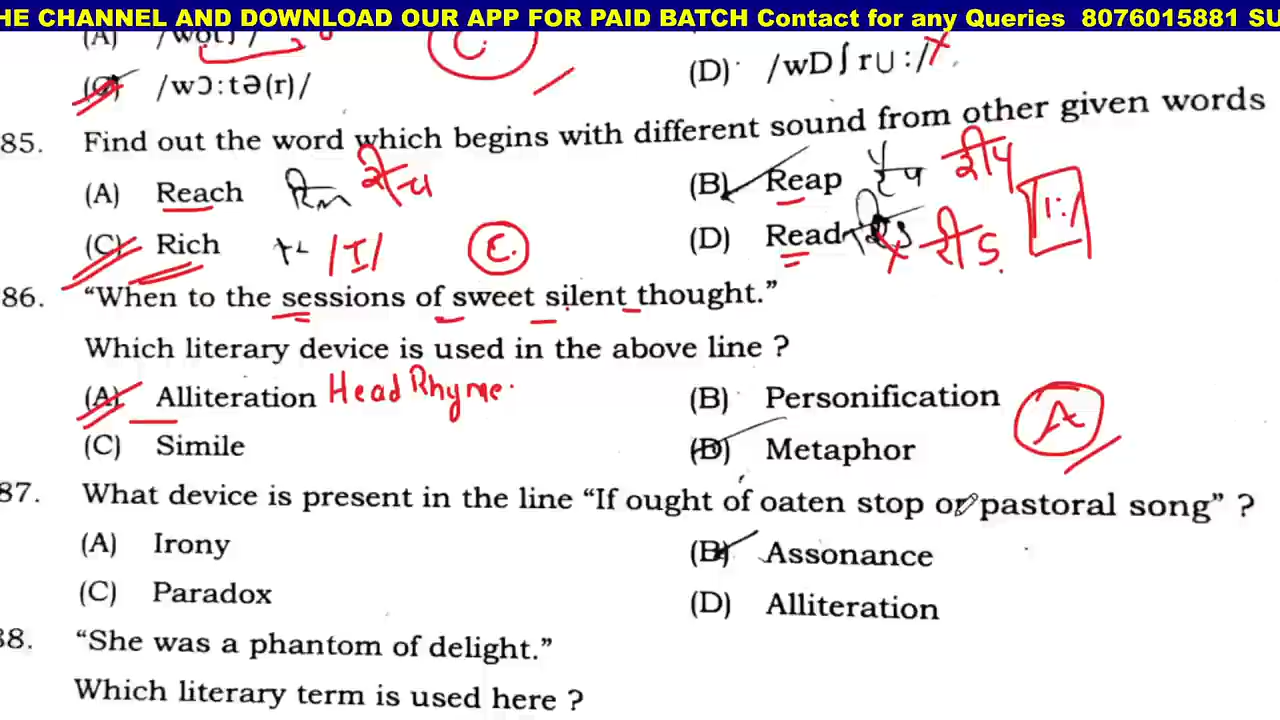 HE CHANNEL AND DOWNLOAD OUR APP FOR PAID BATCH Contact for any Queries 8076015881 SU
(A)
(D) /wD∫rU:/
/wɔ:tə(r)/ C.
85. Find out the word which begins with different sound from other given words
(A) Reach रीच
(B) Reap रीप
(C) Rich /I/ C.
(D) Read रीड
1:/
86. “When to the sessions of sweet silent thought.”
Which literary device is used in the above line ?
(A) Alliteration Head Rhyme.
(B) Personification
A
(C) Simile
(D) Metaphor
87. What device is present in the line “If ought of oaten stop or pastoral song” ?
(A) Irony
(B) Assonance
(C) Paradox
(D) Alliteration
38. “She was a phantom of delight.”
Which literary term is used here ?